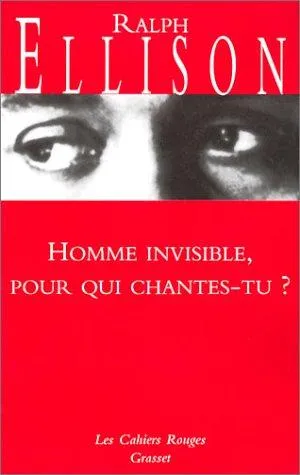 RALPH
ELLISON
HOMME INVISIBLE,
POUR QUI CHANTES-TU ?
Les Cahiers Rouges
Grasset